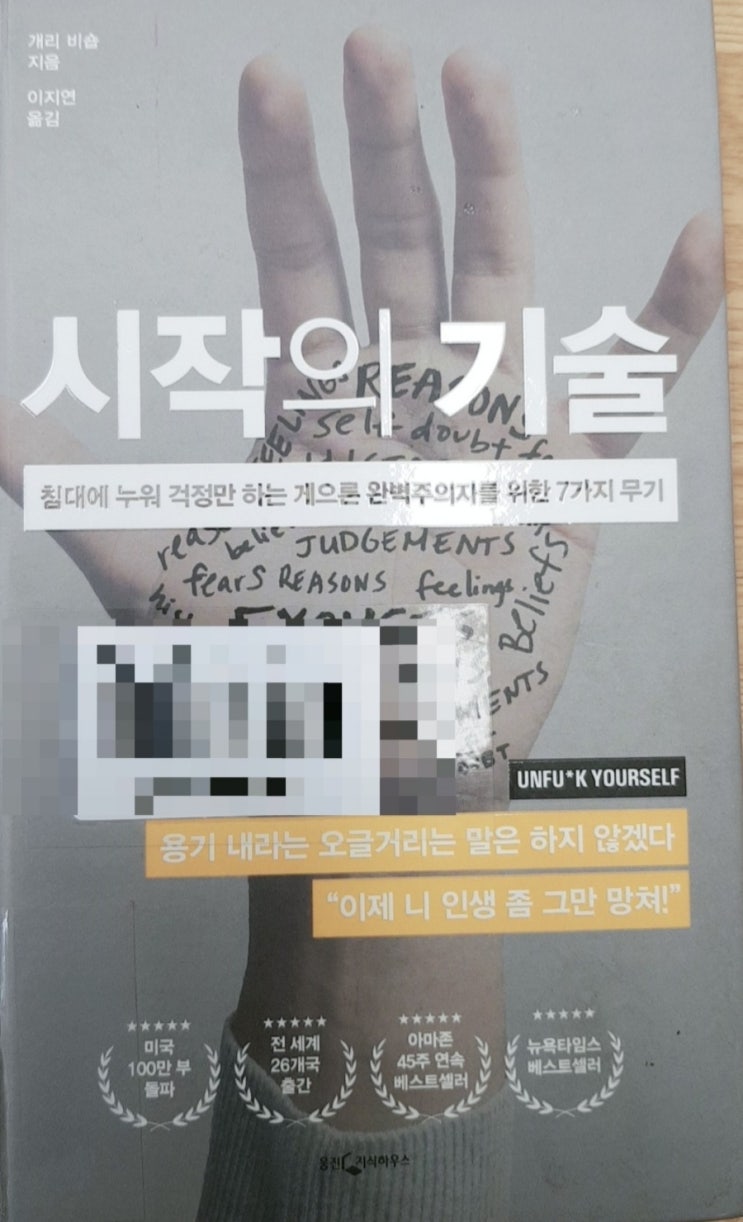 개리 비숍
지음
이지연
옮김
시작의 기술
침대에 누워 걱정만 하는 게으른 완벽주의자를 위한 7가지 무기
REASONS
self doubt
JUDGEMENTS
fears REASONS feelings
Beliefs
UNFU*K YOURSELF
용기 내라는 오글거리는 말은 하지 않겠다
“이제 니 인생 좀 그만 망쳐!”
미국
100만 부
돌파
전 세계
26개국
출간
아마존
45주 연속
베스트셀러
뉴욕타임스
베스트셀러
웅진 지식하우스